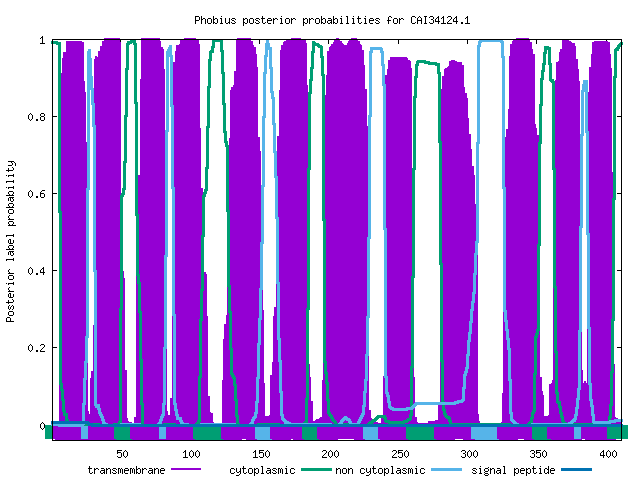 Phobius posterior probabilities for CAI34124.1
1
0.8
0.6
0.4
0.2
0
Posterior label probability
50 100 150 200 250 300 350 400
transmembrane cytoplasmic non cytoplasmic signal peptide